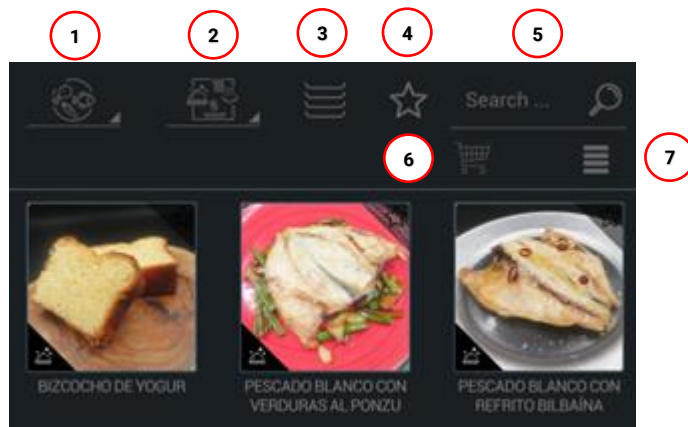 1
2
3
4
5
Search ...
6
7
BIZCOCHO DE YOGUR
PESCADO BLANCO CON
VERDURAS AL PONZU
PESCADO BLANCO CON
REFRITO BILBAÍNA